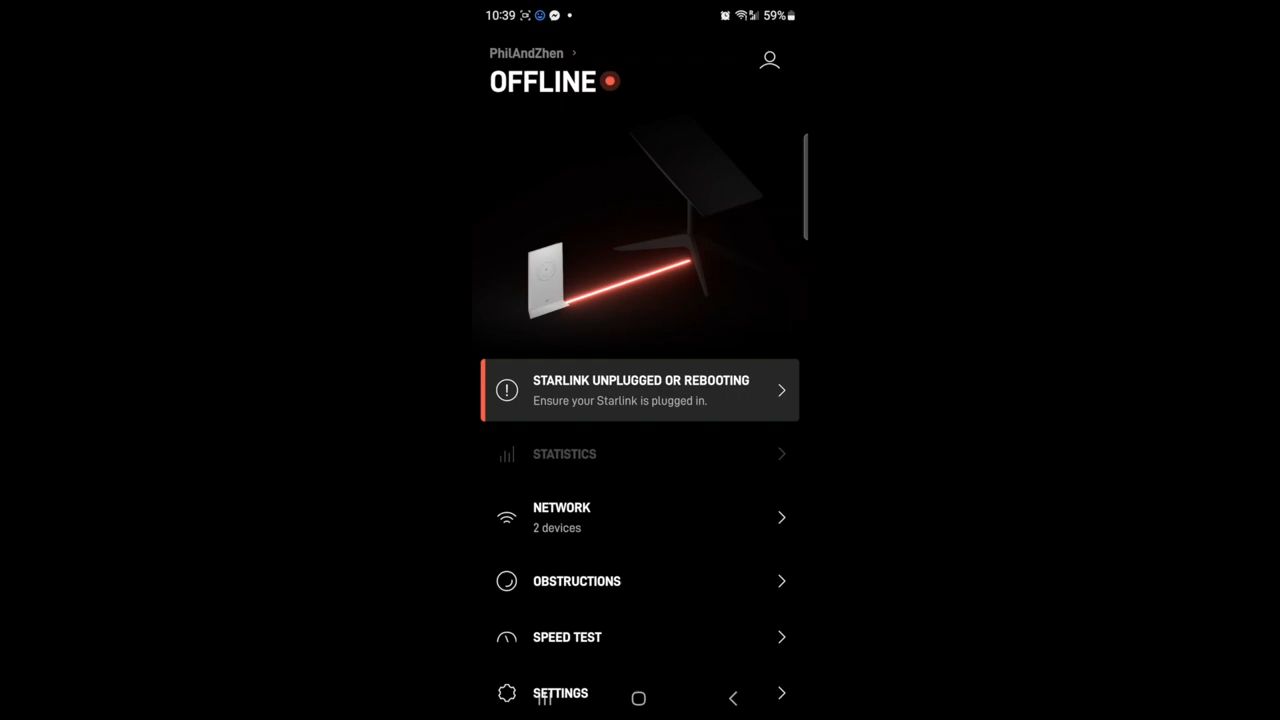 10:39
59%
PhilAndZhen
OFFLINE
STARLINK UNPLUGGED OR REBOOTING
Ensure your Starlink is plugged in.
STATISTICS
NETWORK
2 devices
OBSTRUCTIONS
SPEED TEST
SETTINGS